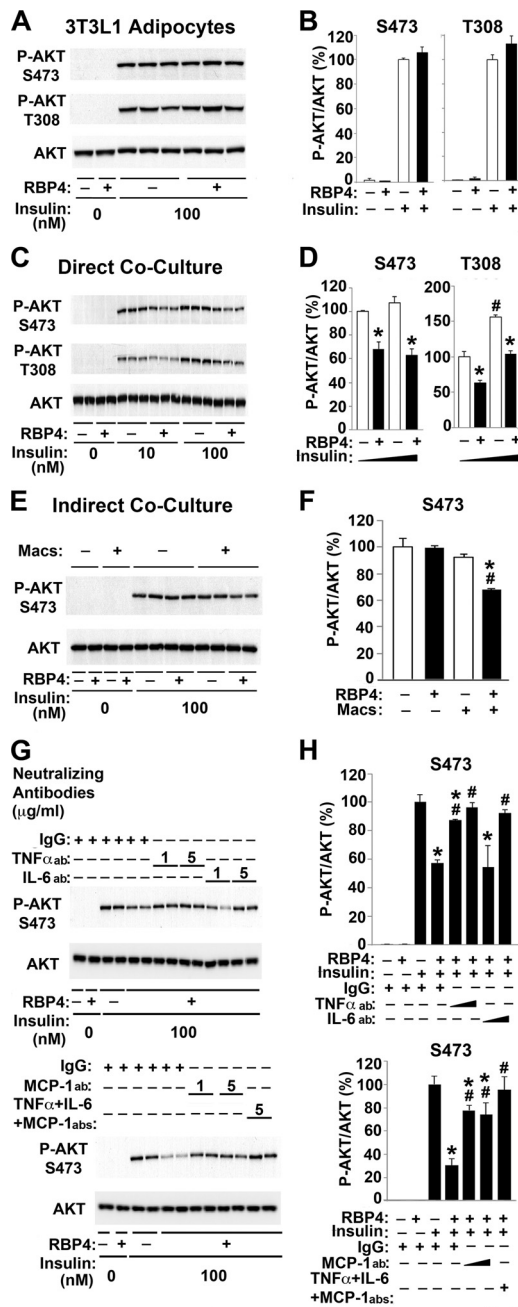 A 3T3L1 Adipocytes
P-AKT
S473
P-AKT
T308
AKT
RBP4: – + – +
Insulin: 0 100
(nM)
B S473 T308
P-AKT/AKT (%)
120
100
80
60
40
20
0
RBP4: – + – + – + – +
Insulin: – – + + – – + +
C Direct Co-Culture
P-AKT
S473
P-AKT
T308
AKT
RBP4: – + – + – +
Insulin: 0 10 100
(nM)
D S473 T308
P-AKT/AKT (%)
120
100
80
60
40
20
0
* *
200
150
100
50
0
* # *
RBP4: – + – + – + – +
Insulin:
E Indirect Co-Culture
Macs: – + – +
P-AKT
S473
AKT
RBP4: – + – + – + – +
Insulin: 0 100
(nM)
F S473
P-AKT/AKT (%)
120
100
80
60
40
20
0
*
#
RBP4: – + – +
Macs: – – + +
G
Neutralizing
Antibodies
(µg/ml)
IgG: + + + + + + – – – – – – – –
TNFα ab: – – – – – – 1 5 – – – –
IL-6 ab: – – – – – – – – – – 1 5
P-AKT
S473
AKT
RBP4: – + – +
Insulin: 0 100
(nM)
IgG: + + + + + + – – – – – –
MCP-1 ab: – – – – – – 1 5 – –
TNFα+IL-6
+MCP-1 abs: – – – – – – – – – – 5
P-AKT
S473
AKT
RBP4: – + – +
Insulin: 0 100
(nM)
H S473
P-AKT/AKT (%)
120
100
80
60
40
20
0
* * # # * #
RBP4: – + – + + + + +
Insulin: – – + + + + + +
IgG: + + + + – – – –
TNFα ab: – – – – – –
IL-6 ab: – – – – – –
S473
P-AKT/AKT (%)
120
100
80
60
40
20
0
* * # * # #
RBP4: – + – + + + +
Insulin: – – + + + + +
IgG: + + + + – – –
MCP-1 ab: – – – – –
TNFα+IL-6
+MCP-1 abs: – – – – – – +